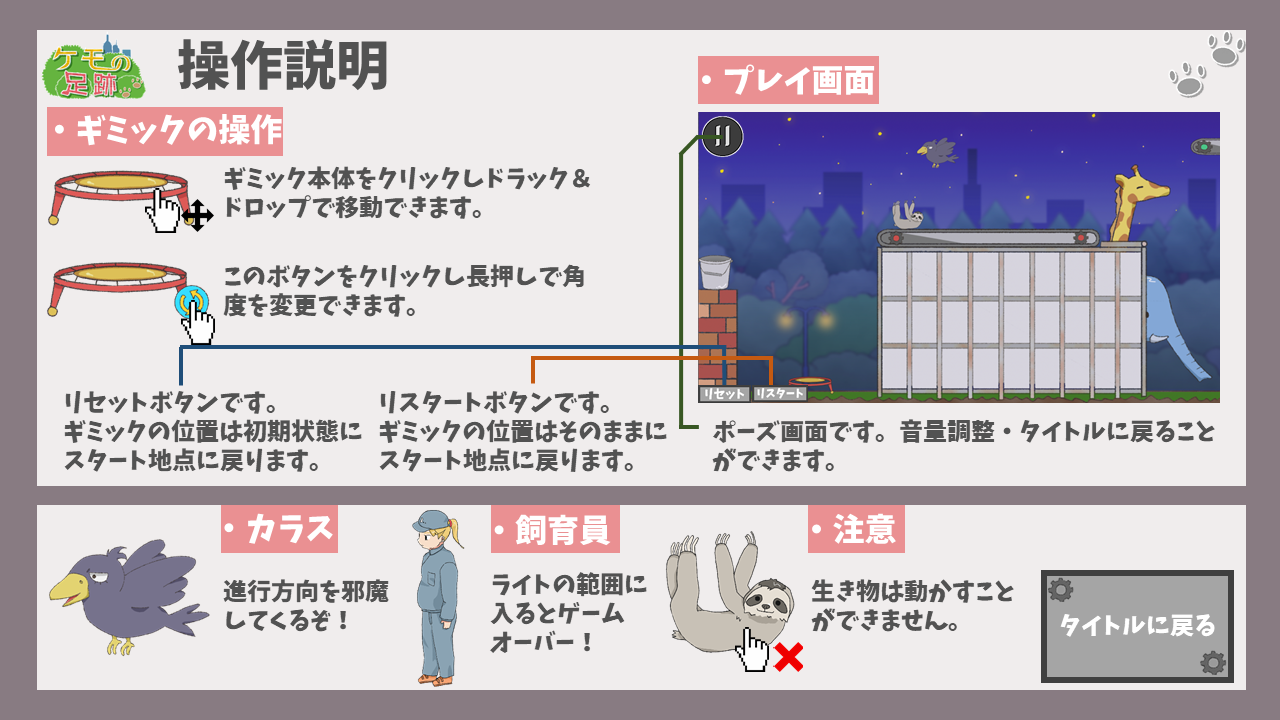 ケモの
足跡
操作説明
・ギミックの操作
ギミック本体をクリックしドラック＆
ドロップで移動できます。
このボタンをクリックし長押しで角
度を変更できます。
・プレイ画面
リセット
リスタート
リセットボタンです。
ギミックの位置は初期状態に
スタート地点に戻ります。
リスタートボタンです。
ギミックの位置はそのままに
スタート地点に戻ります。
ポーズ画面です。音量調整・タイトルに戻ること
ができます。
・カラス
進行方向を邪魔
してくるぞ！
・飼育員
ライトの範囲に
入るとゲーム
オーバー！
・注意
生き物は動かすこと
ができません。
タイトルに戻る